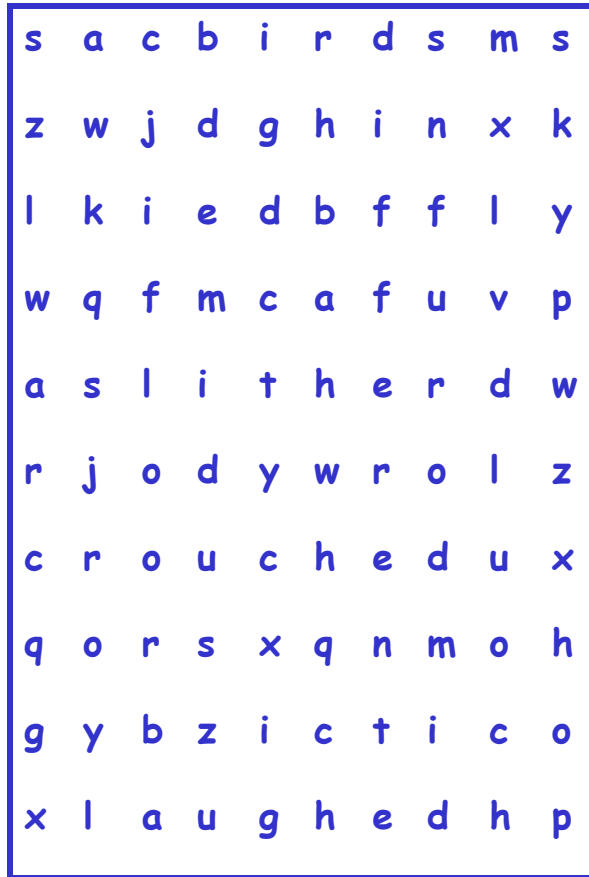 s a c b i r d s m s
z w j d g h i n x k
l k i e d b f f l y
w q f m c a f u v p
a s l i t h e r d w
r j o d y w r o l z
c r o u c h e d u x
q o r s x q n m o h
g y b z i c t i c o
x l a u g h e d h p